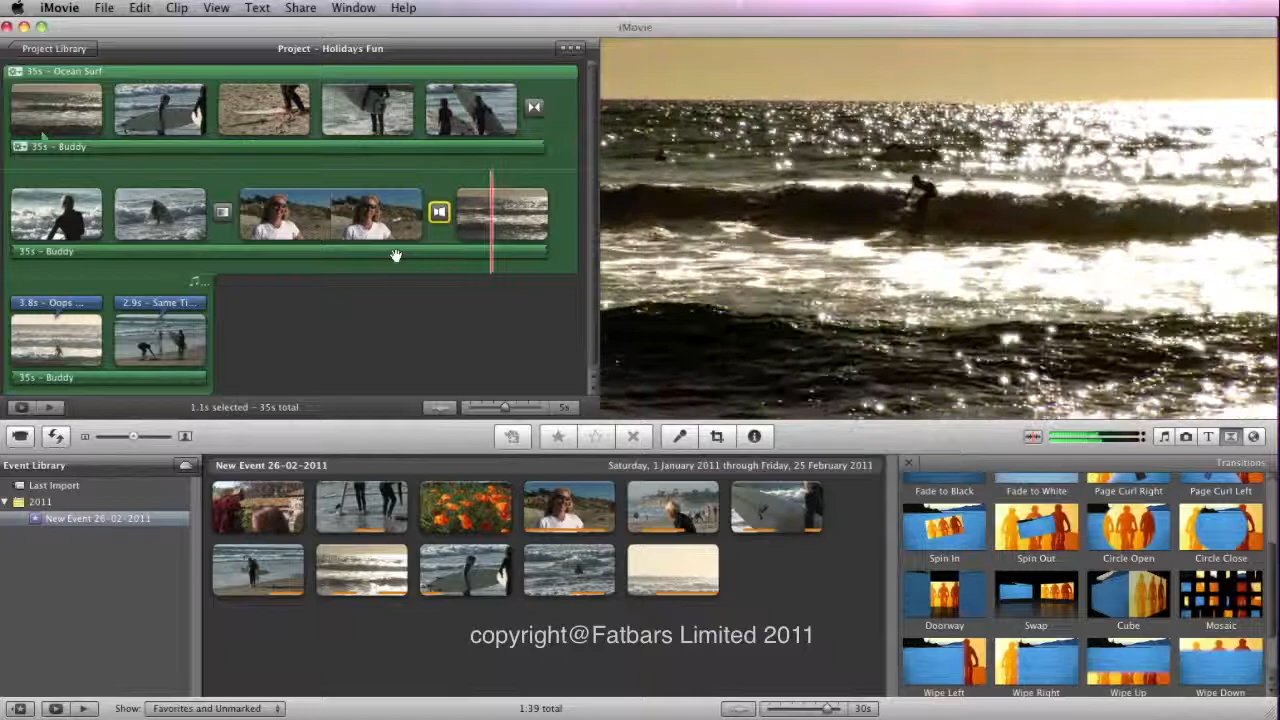 iMovie File Edit Clip View Text Share Window Help
iMovie
Project Library
Project - Holidays Fun
35s - Ocean Surf
35s - Buddy
35s - Buddy
3.8s - Oops ...
2.9s - Same Ti...
35s - Buddy
1.1s selected - 35s total
5s
Event Library
New Event 26-02-2011
Saturday, 1 January 2011 through Friday, 25 February 2011
Transitions
Last Import
2011
New Event 26-02-2011
Fade to Black
Fade to White
Page Curl Right
Page Curl Left
Spin In
Spin Out
Circle Open
Circle Close
Doorway
Swap
Cube
Mosaic
copyright@Fatbars Limited 2011
Wipe Left
Wipe Right
Wipe Up
Wipe Down
Show: Favorites and Unmarked
1:39 total
30s